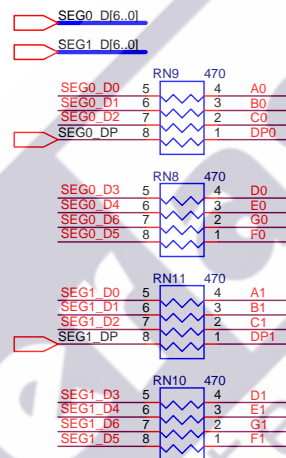 SEG0_D[6..0]
SEG1_D[6..0]
RN9 470
SEG0_D0 5 4 A0
SEG0_D1 6 3 B0
SEG0_D2 7 2 C0
SEG0_DP 8 1 DP0
RN8 470
SEG0_D3 5 4 D0
SEG0_D4 6 3 E0
SEG0_D6 7 2 G0
SEG0_D5 8 1 F0
RN11 470
SEG1_D0 5 4 A1
SEG1_D1 6 3 B1
SEG1_D2 7 2 C1
SEG1_DP 8 1 DP1
RN10 470
SEG1_D3 5 4 D1
SEG1_D4 6 3 E1
SEG1_D6 7 2 G1
SEG1_D5 8 1 F1